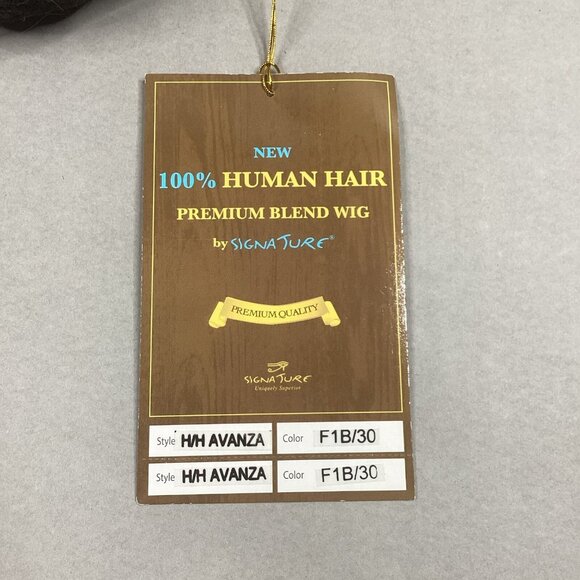 NEW
100% HUMAN HAIR
PREMIUM BLEND WIG
by SIGNATURE®
PREMIUM QUALITY
SIGNATURE
Uniquely Superior
Style H/H AVANZA Color F1B/30
Style H/H AVANZA Color F1B/30